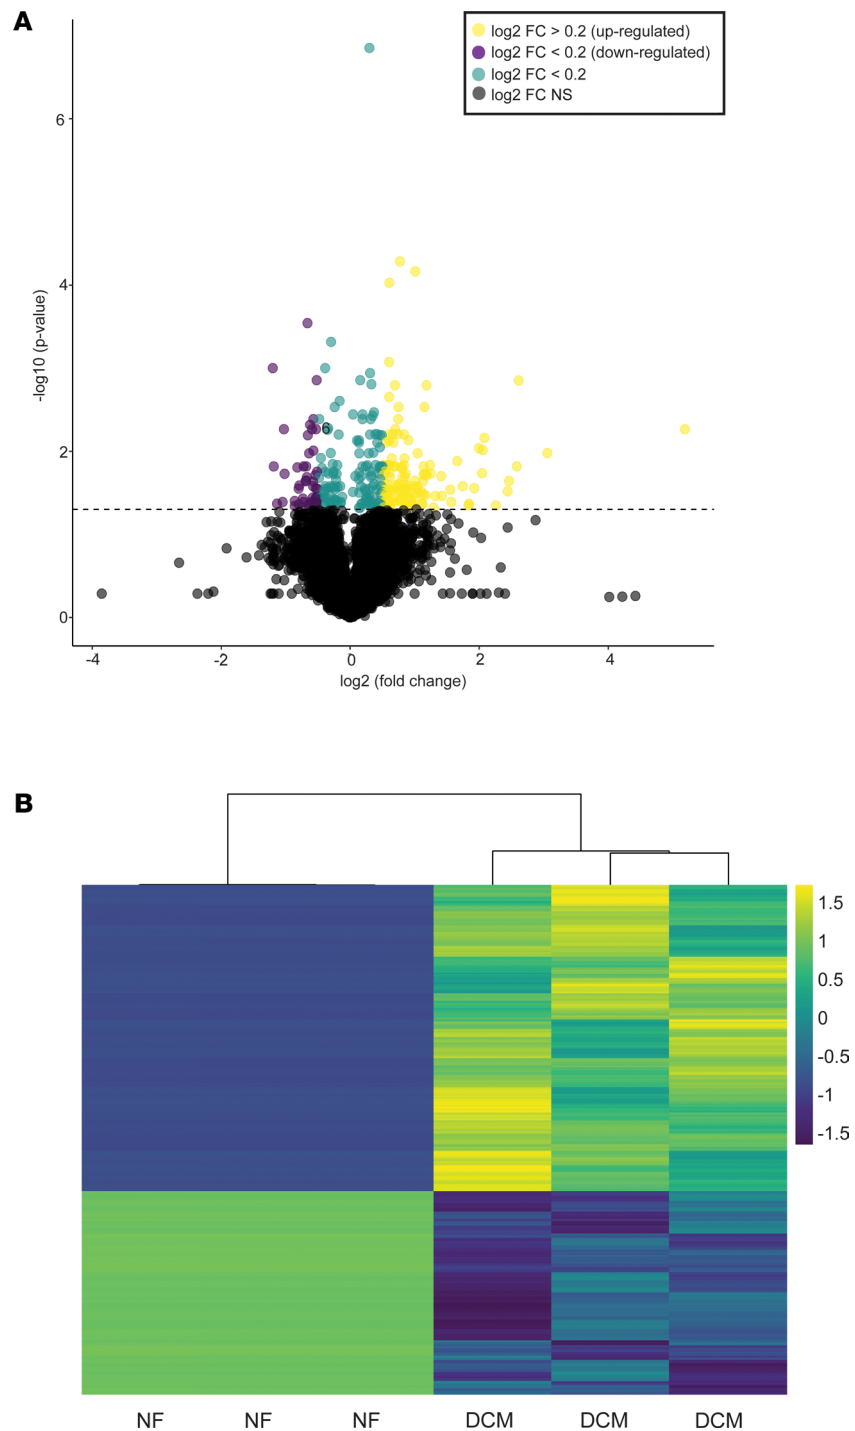 A
log2 FC > 0.2 (up-regulated)
log2 FC < 0.2 (down-regulated)
log2 FC < 0.2
log2 FC NS
6
4
2
0
-log10 (p-value)
6
-4
-2
0
2
4
log2 (fold change)
B
1.5
1
0.5
0
-0.5
-1
-1.5
NF
NF
NF
DCM
DCM
DCM